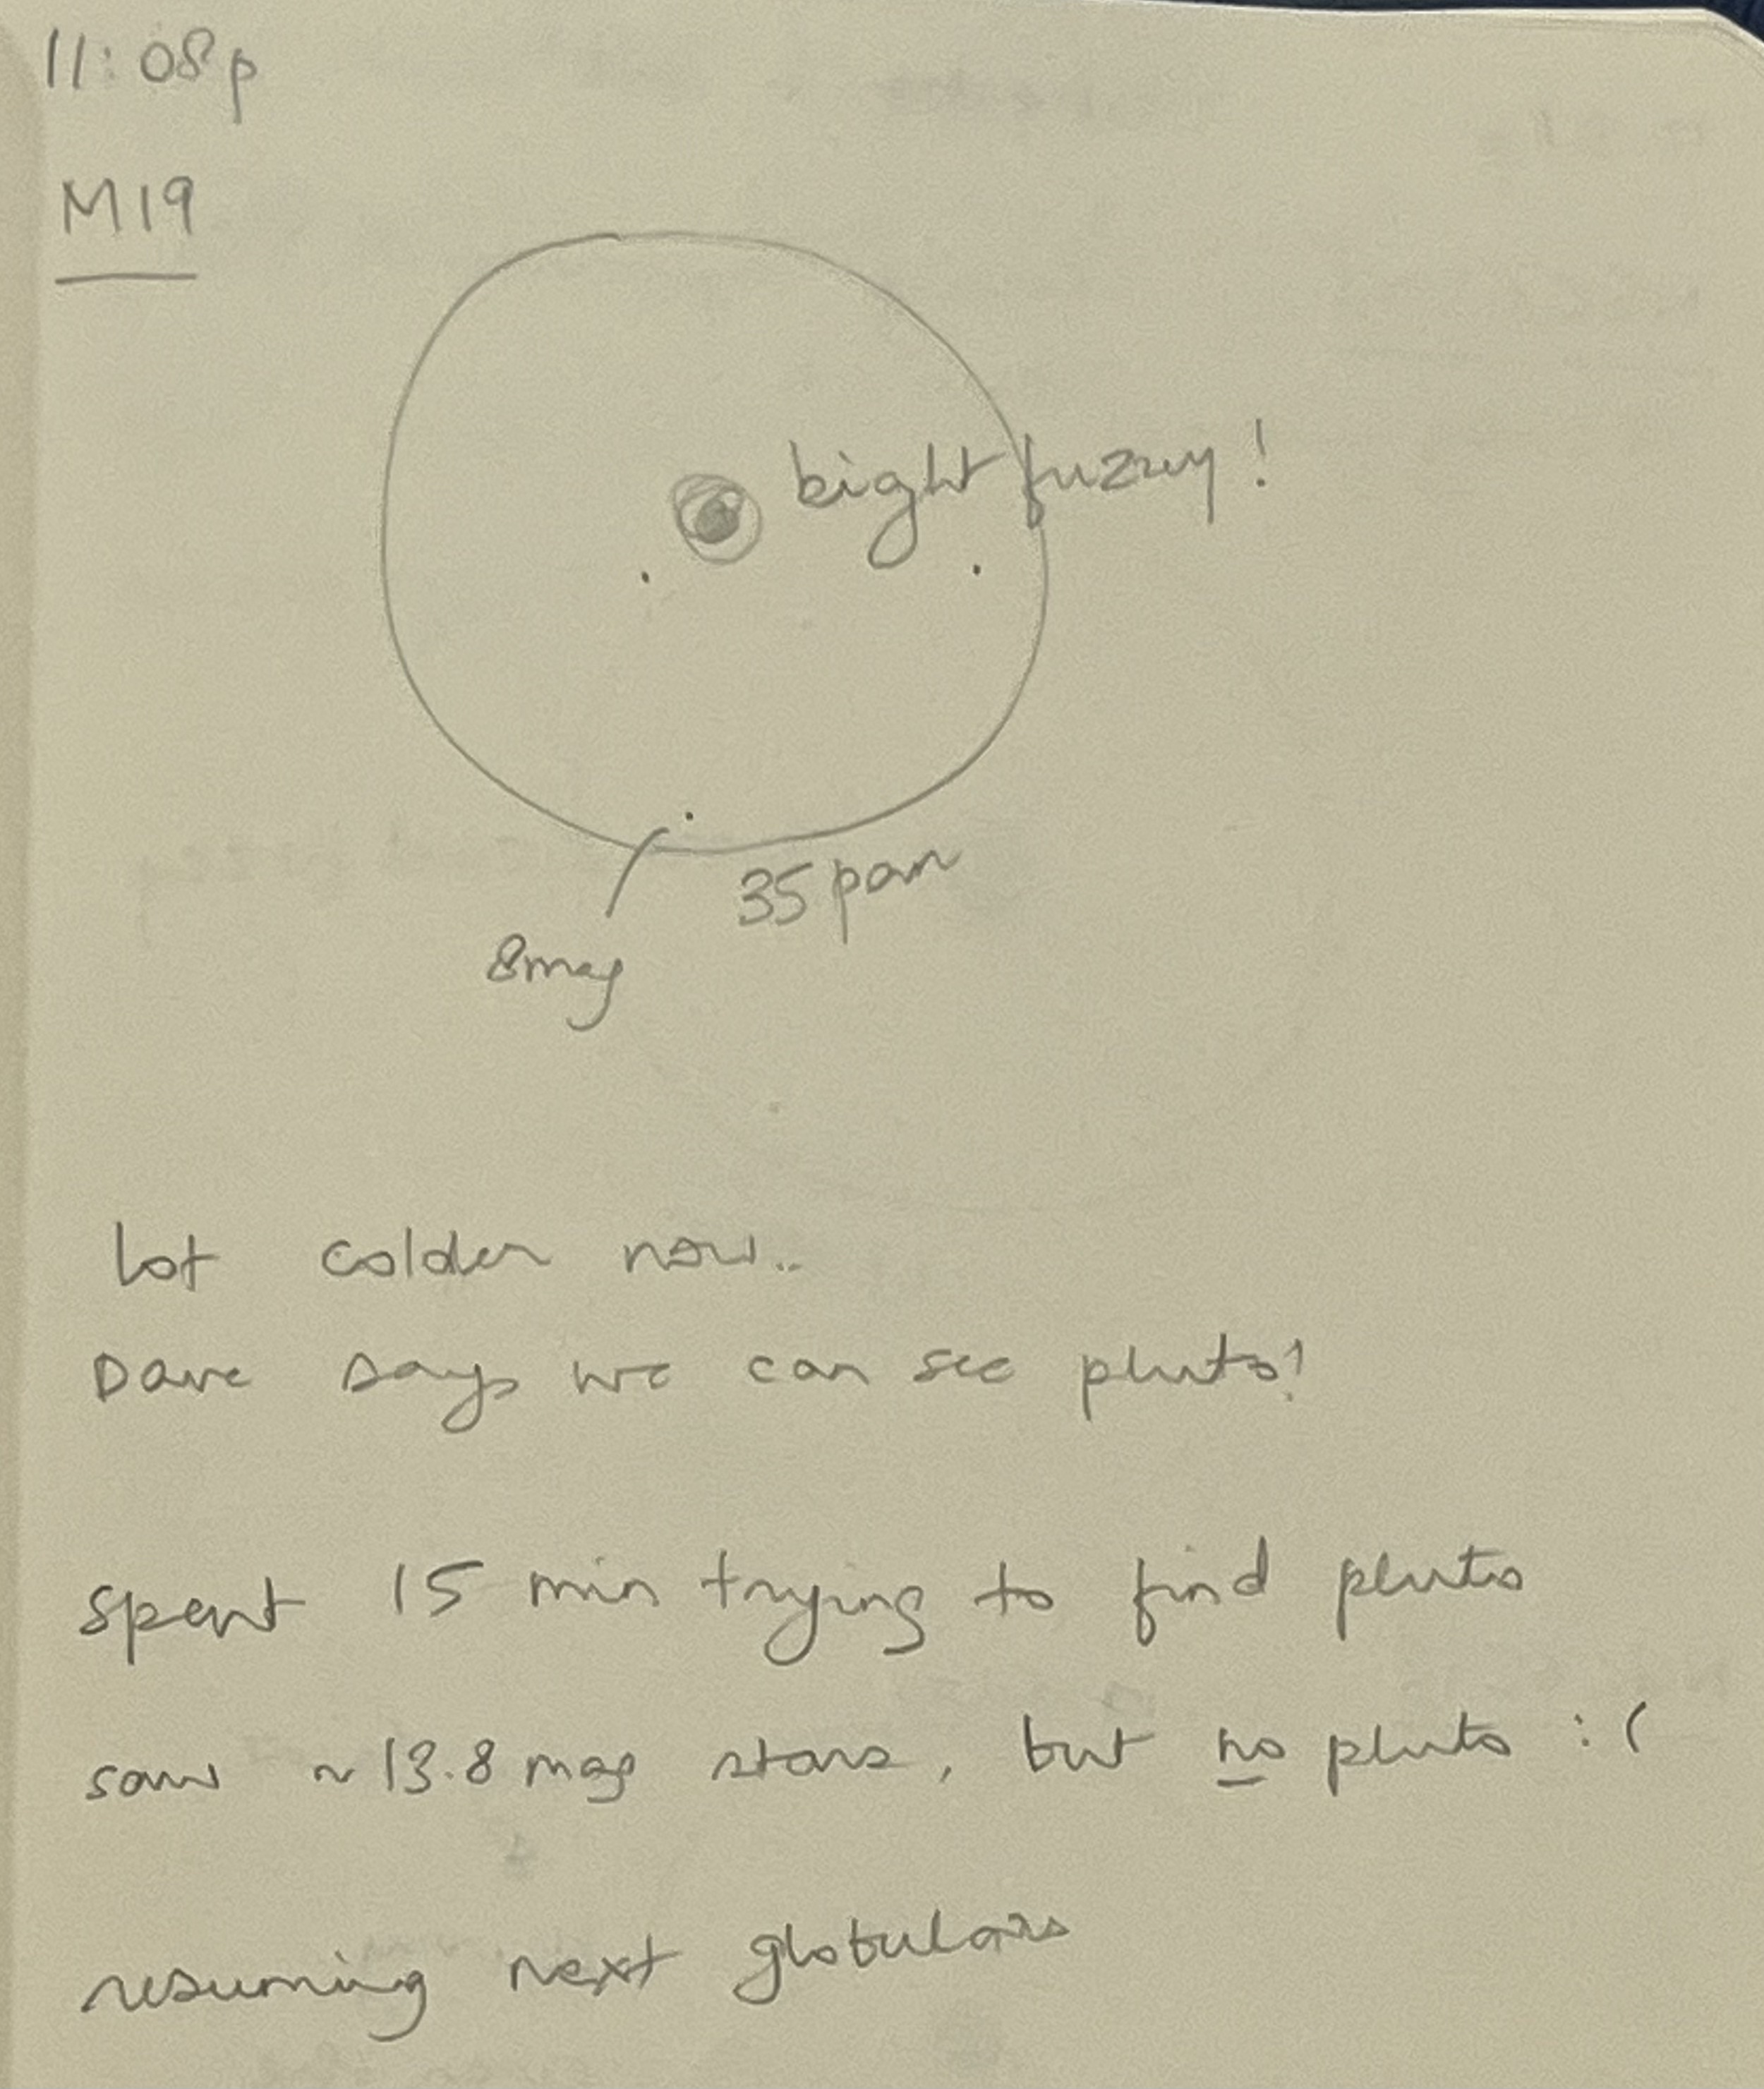 11:08p
M19
bright fuzzy!
35 pan
8mag
lot colder now..
Dave says we can see pluto!
spent 15 min trying to find pluto
saw ~13.8 mag stars, but no pluto :(
resuming next globulars